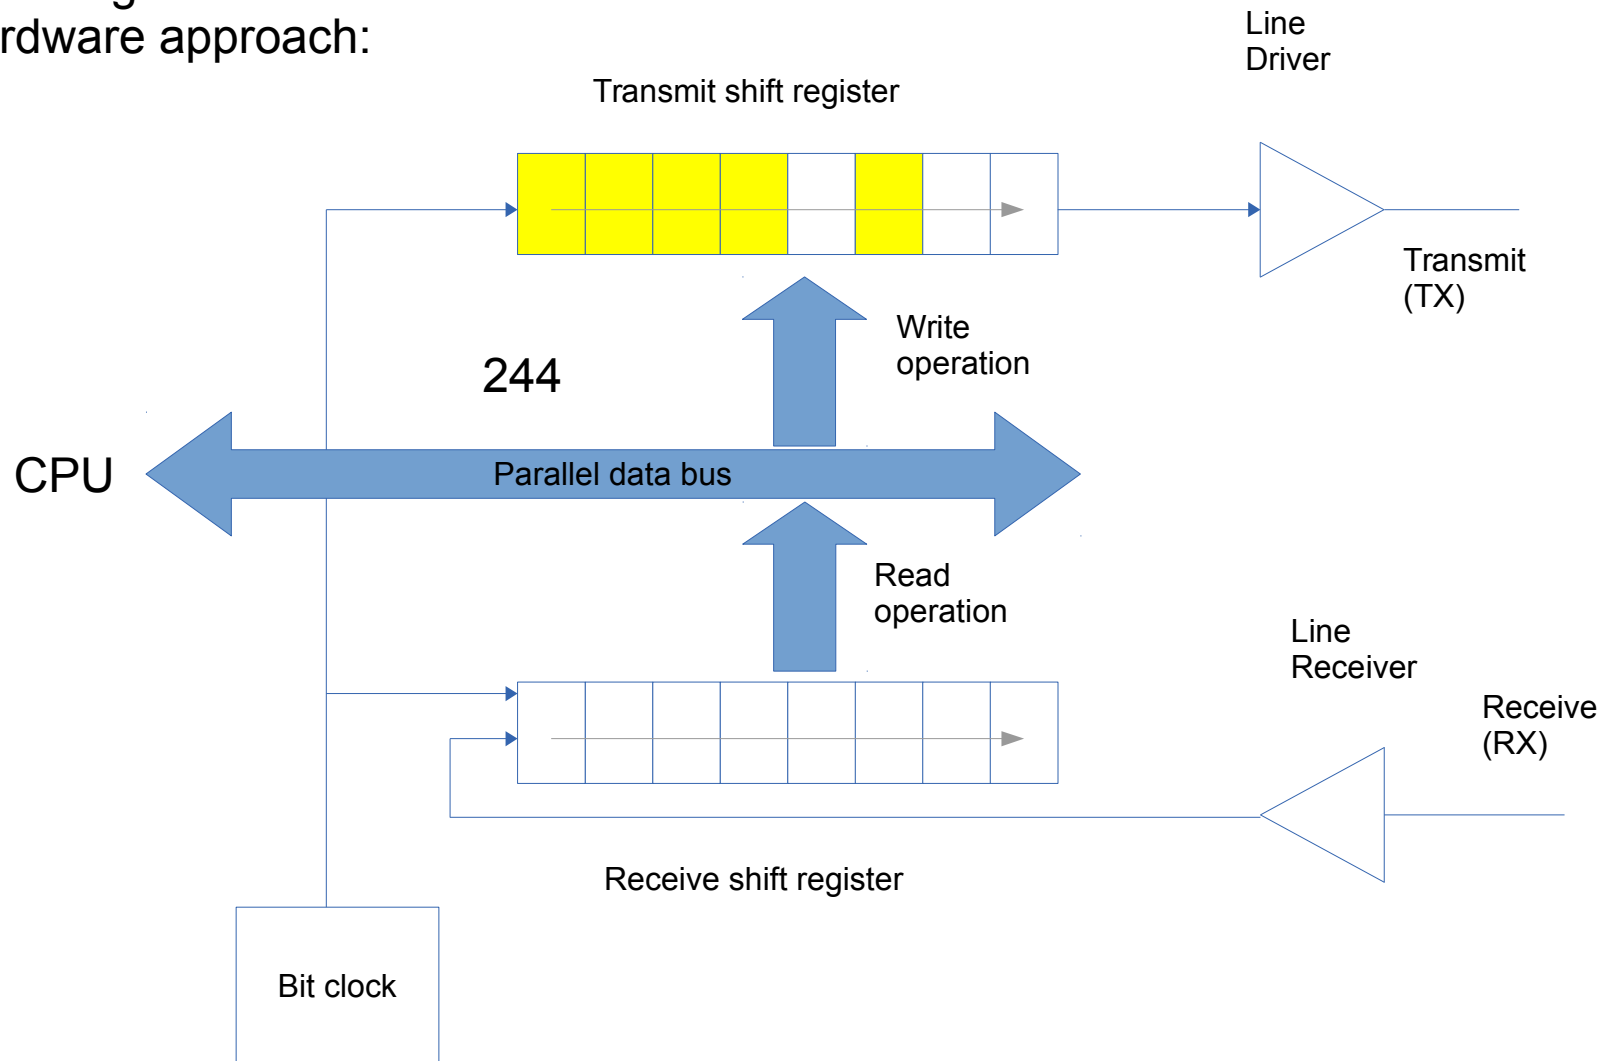 rdware approach:
Line
Driver
Transmit shift register
Transmit
(TX)
Write
operation
244
CPU
Parallel data bus
Read
operation
Line
Receiver
Receive
(RX)
Receive shift register
Bit clock